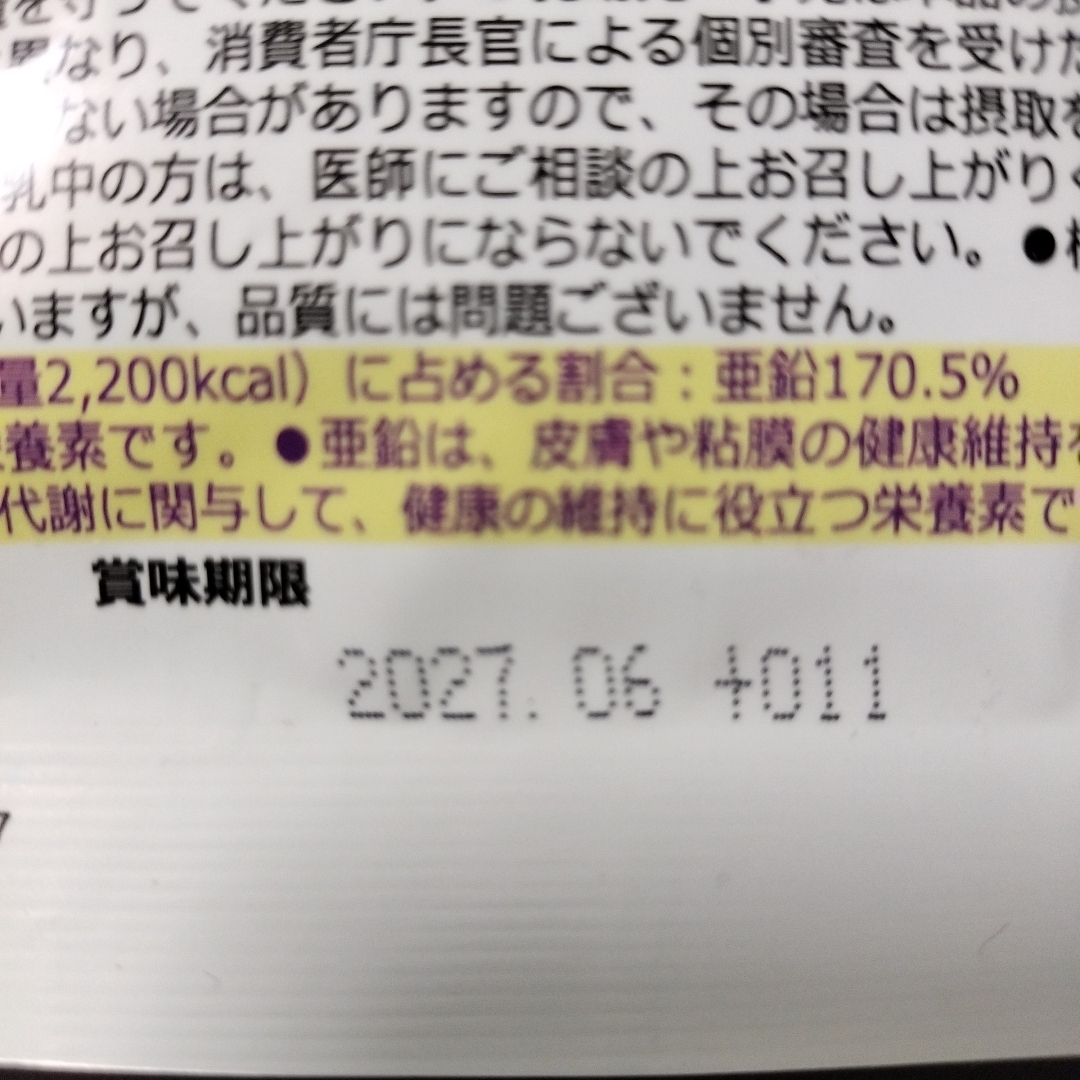 異なり、消費者庁長官による個別審査を受けた
ない場合がありますので、その場合は摂取を
乳中の方は、医師にご相談の上お召し上がりく
の上お召し上がりにならないでください。●
いますが、品質には問題ございません。
量2,200kcal）に占める割合：亜鉛170.5%
栄養素です。●亜鉛は、皮膚や粘膜の健康維持を
代謝に関与して、健康の維持に役立つ栄養素で
賞味期限
2027.06 +011
7